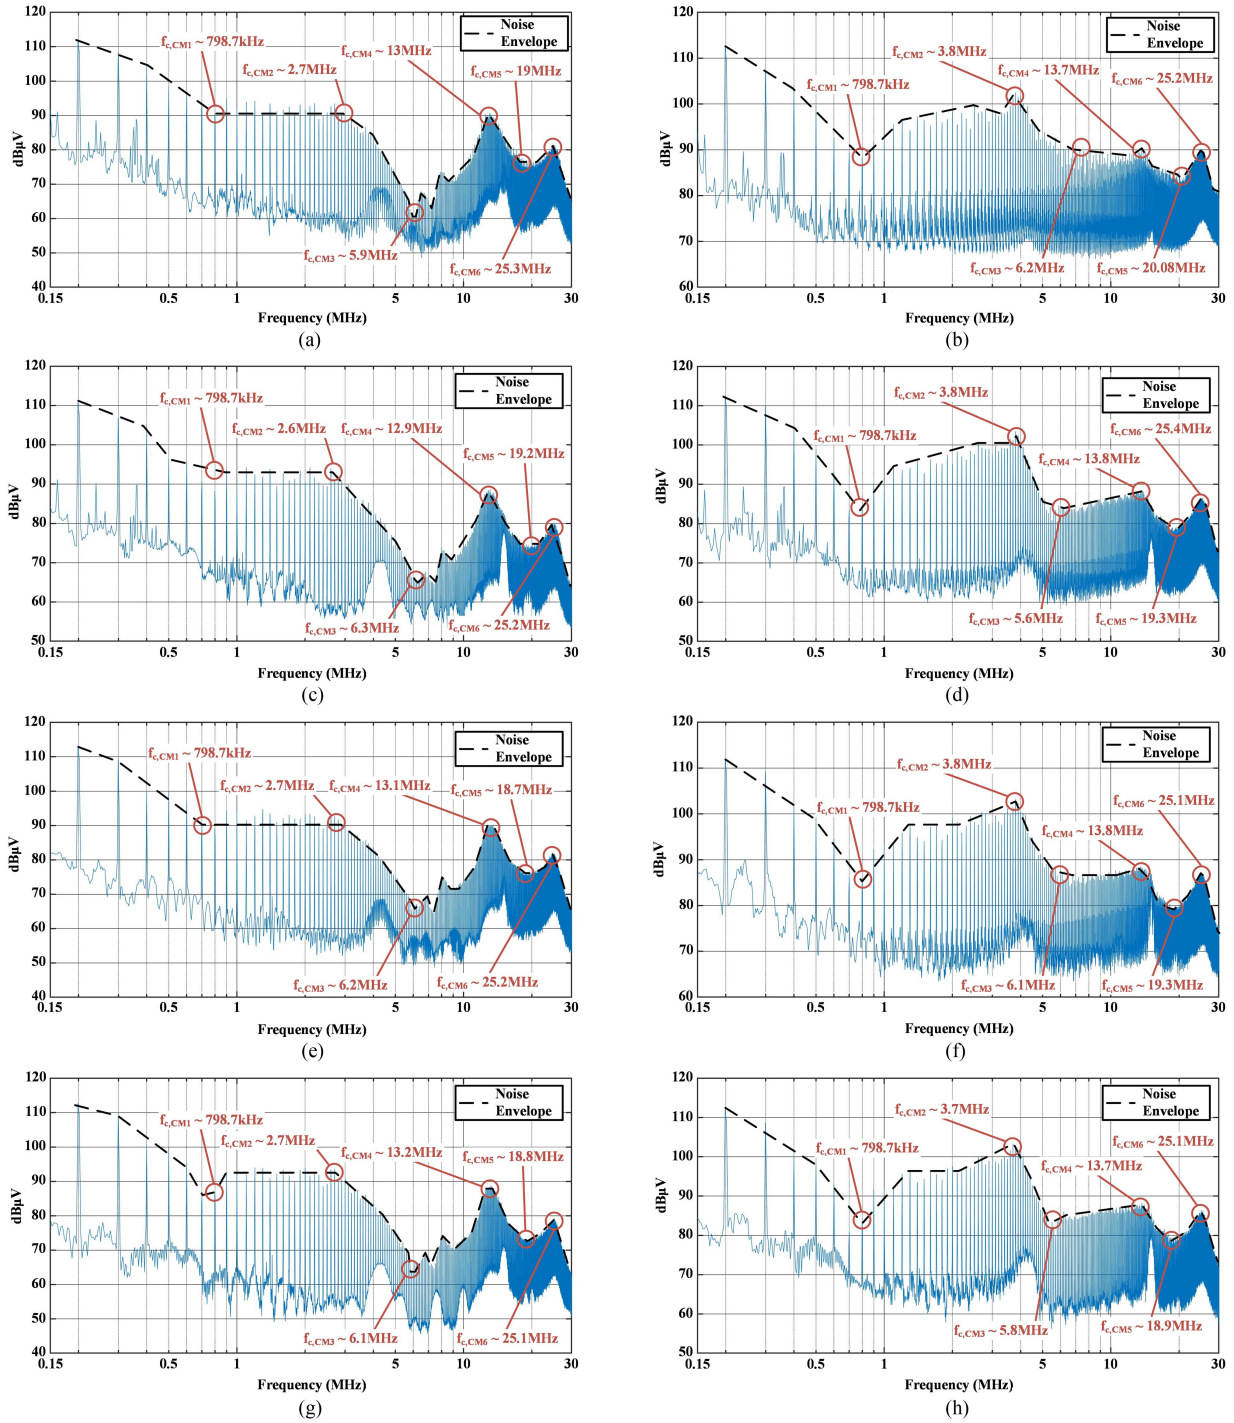 120
110
100
90
80
70
60
50
40
dBμV
Noise
Envelope
f_c,CM1 ~ 798.7kHz
f_c,CM2 ~ 2.7MHz
f_c,CM4 ~ 13MHz
f_c,CM5 ~ 19MHz
f_c,CM3 ~ 5.9MHz
f_c,CM6 ~ 25.3MHz
0.15 0.5 1 5 10 30
Frequency (MHz)
(a)
120
110
100
90
80
70
60
dBμV
Noise
Envelope
f_c,CM2 ~ 3.8MHz
f_c,CM4 ~ 13.7MHz
f_c,CM6 ~ 25.2MHz
f_c,CM1 ~ 798.7kHz
f_c,CM3 ~ 6.2MHz
f_c,CM5 ~ 20.08MHz
0.15 0.5 1 5 10 30
Frequency (MHz)
(b)
120
110
100
90
80
70
60
50
dBμV
Noise
Envelope
f_c,CM1 ~ 798.7kHz
f_c,CM2 ~ 2.6MHz
f_c,CM4 ~ 12.9MHz
f_c,CM5 ~ 19.2MHz
f_c,CM3 ~ 6.3MHz
f_c,CM6 ~ 25.2MHz
0.15 0.5 1 5 10 30
Frequency (MHz)
(c)
120
110
100
90
80
70
60
50
dBμV
Noise
Envelope
f_c,CM2 ~ 3.8MHz
f_c,CM6 ~ 25.4MHz
f_c,CM1 ~ 798.7kHz
f_c,CM4 ~ 13.8MHz
f_c,CM3 ~ 5.6MHz
f_c,CM5 ~ 19.3MHz
0.15 0.5 1 5 10 30
Frequency (MHz)
(d)
120
110
100
90
80
70
60
50
40
dBμV
Noise
Envelope
f_c,CM1 ~ 798.7kHz
f_c,CM2 ~ 2.7MHz
f_c,CM4 ~ 13.1MHz
f_c,CM5 ~ 18.7MHz
f_c,CM3 ~ 6.2MHz
f_c,CM6 ~ 25.2MHz
0.15 0.5 1 5 10 30
Frequency (MHz)
(e)
120
110
100
90
80
70
60
dBμV
Noise
Envelope
f_c,CM2 ~ 3.8MHz
f_c,CM6 ~ 25.1MHz
f_c,CM1 ~ 798.7kHz
f_c,CM4 ~ 13.8MHz
f_c,CM3 ~ 6.1MHz
f_c,CM5 ~ 19.3MHz
0.15 0.5 1 5 10 30
Frequency (MHz)
(f)
120
110
100
90
80
70
60
50
40
dBμV
Noise
Envelope
f_c,CM1 ~ 798.7kHz
f_c,CM2 ~ 2.7MHz
f_c,CM4 ~ 13.2MHz
f_c,CM5 ~ 18.8MHz
f_c,CM3 ~ 6.1MHz
f_c,CM6 ~ 25.1MHz
0.15 0.5 1 5 10 30
Frequency (MHz)
(g)
120
110
100
90
80
70
60
50
dBμV
Noise
Envelope
f_c,CM2 ~ 3.7MHz
f_c,CM6 ~ 25.1MHz
f_c,CM1 ~ 798.7kHz
f_c,CM4 ~ 13.7MHz
f_c,CM3 ~ 5.8MHz
f_c,CM5 ~ 18.9MHz
0.15 0.5 1 5 10 30
Frequency (MHz)
(h)